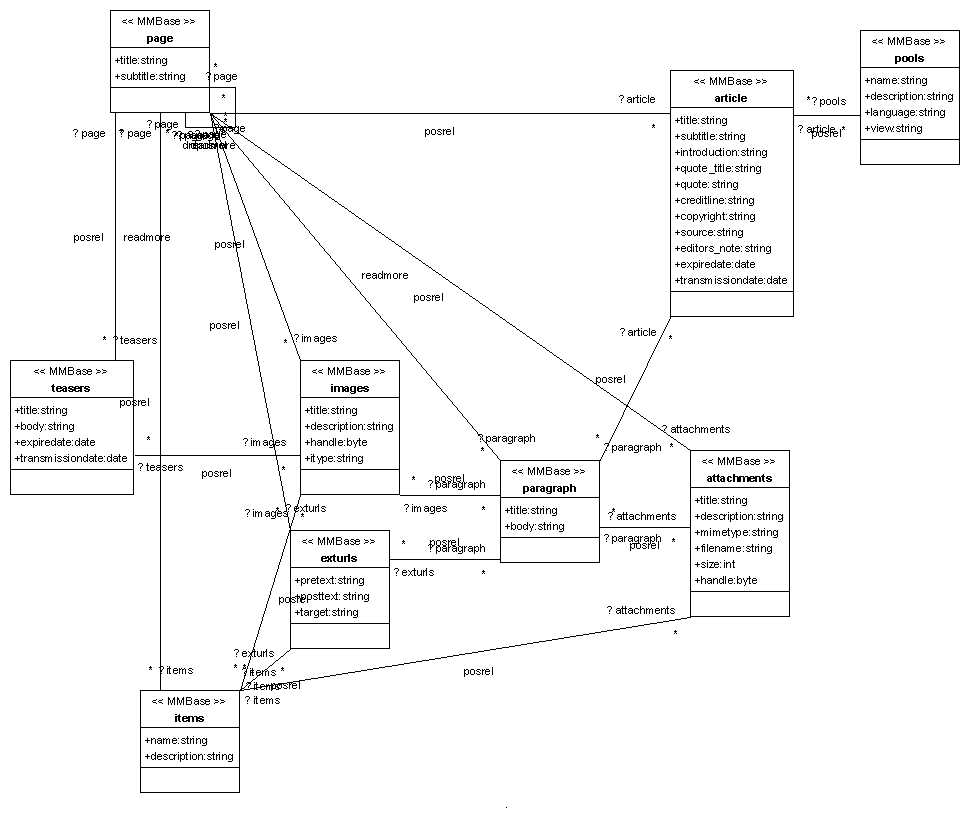 << MMBase >>
page
+title:string
+subtitle:string
*
? page
*
*
<< MMBase >>
pools
+name:string
+description:string
+language:string
+view:string
<< MMBase >>
article
+title:string
+subtitle:string
+introduction:string
+quote_title:string
+quote:string
+creditline:string
+copyright:string
+source:string
+editors_note:string
+expiredate:date
+transmissiondate:date
? article
*
posrel
* ? pools
? article *
posrel
? page
*
? page
? page
*
? page
posrel
readmore
posrel
readmore
posrel
posrel
* ? teasers
* ? images
? article
*
<< MMBase >>
teasers
+title:string
+body:string
+expiredate:date
+transmissiondate:date
<< MMBase >>
images
+title:string
+description:string
+handle:byte
+itype:string
posrel
posrel
? attachments
*
? paragraph
*
*
? paragraph
*
? images
? teasers
posrel
*
<< MMBase >>
paragraph
+title:string
+body:string
<< MMBase >>
attachments
+title:string
+description:string
+mimetype:string
+filename:string
+size:int
+handle:byte
*
posrel
? paragraph
? images
*
? images
? exturls
*
*
? attachments
? paragraph
posrel
*
<< MMBase >>
exturls
+pretext:string
+posttext:string
+target:string
*
posrel
? paragraph
? exturls
*
posrel
? attachments
*
posrel
? exturls
* *
*
? items
? items
posrel
? items
* ? items
<< MMBase >>
items
+name:string
+description:string